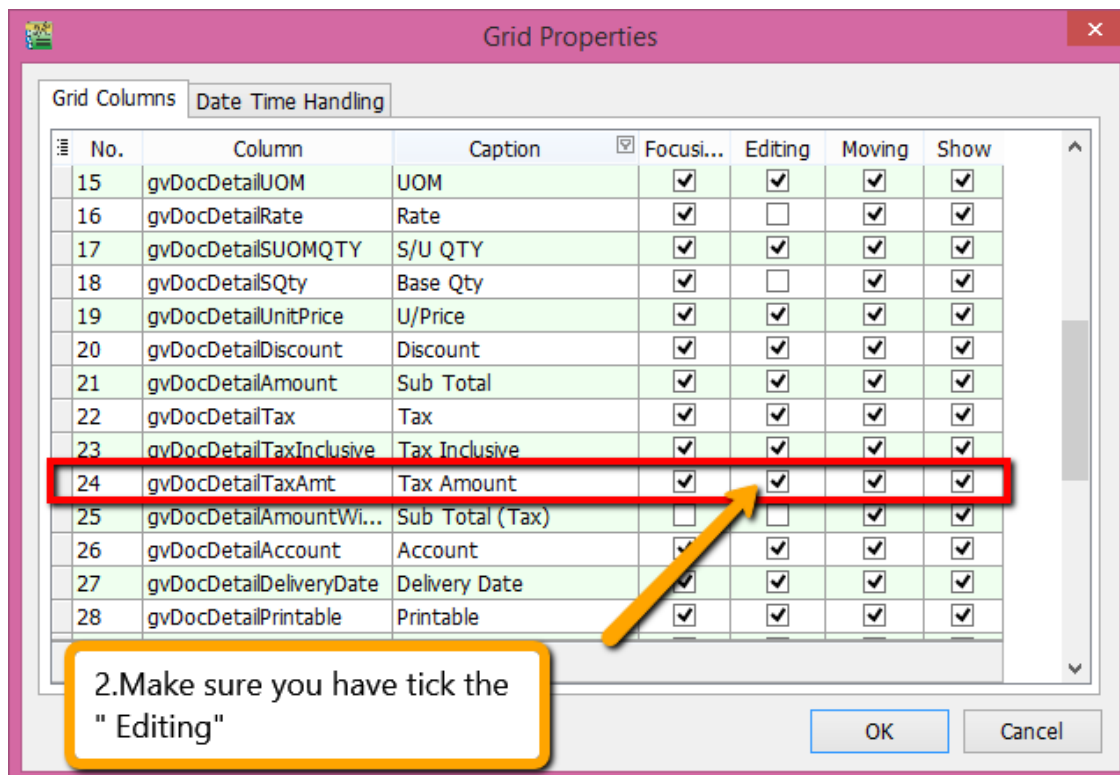 Grid Properties
Grid Columns Date Time Handling
No. Column Caption Focusi... Editing Moving Show
15 gvDocDetailUOM UOM
16 gvDocDetailRate Rate
17 gvDocDetailSUOMQTY S/U QTY
18 gvDocDetailSQty Base Qty
19 gvDocDetailUnitPrice U/Price
20 gvDocDetailDiscount Discount
21 gvDocDetailAmount Sub Total
22 gvDocDetailTax Tax
23 gvDocDetailTaxInclusive Tax Inclusive
24 gvDocDetailTaxAmt Tax Amount
25 gvDocDetailAmountWi... Sub Total (Tax)
26 gvDocDetailAccount Account
27 gvDocDetailDeliveryDate Delivery Date
28 gvDocDetailPrintable Printable
2.Make sure you have tick the
" Editing"
OK Cancel